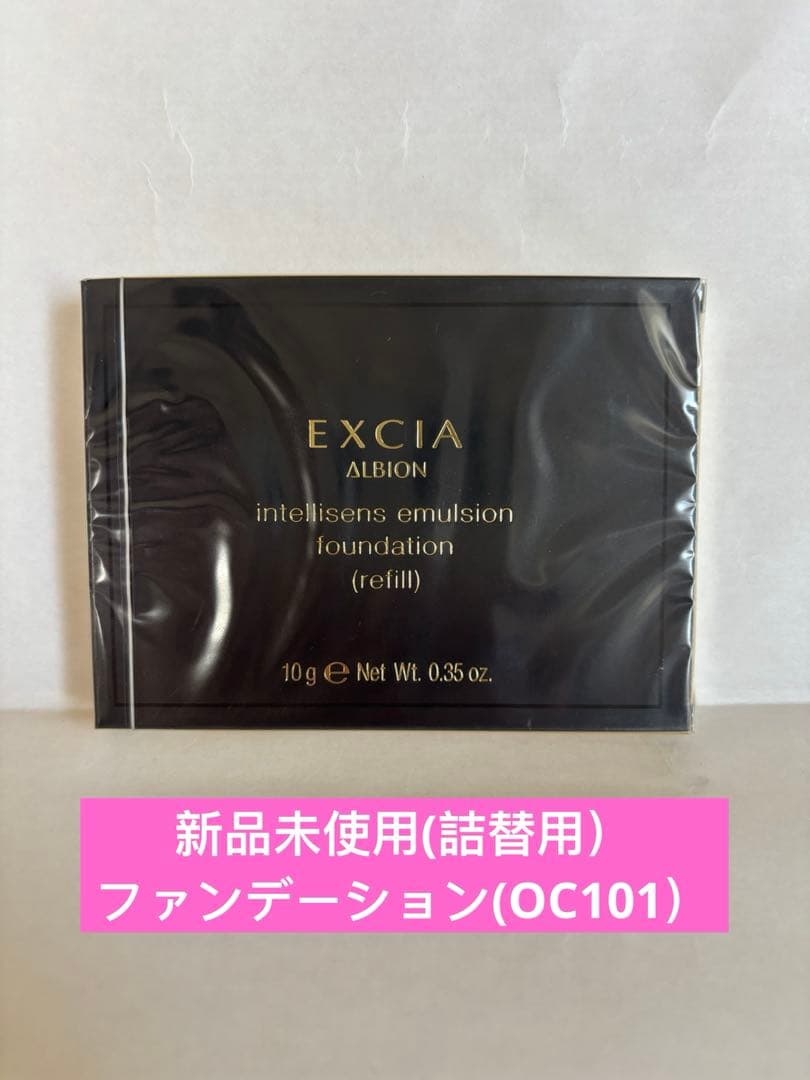 EXCIA
ALBION
intellisens emulsion
foundation
(refill)
10 g ℮ Net Wt. 0.35 oz.
新品未使用(詰替用）
ファンデーション(OC101）